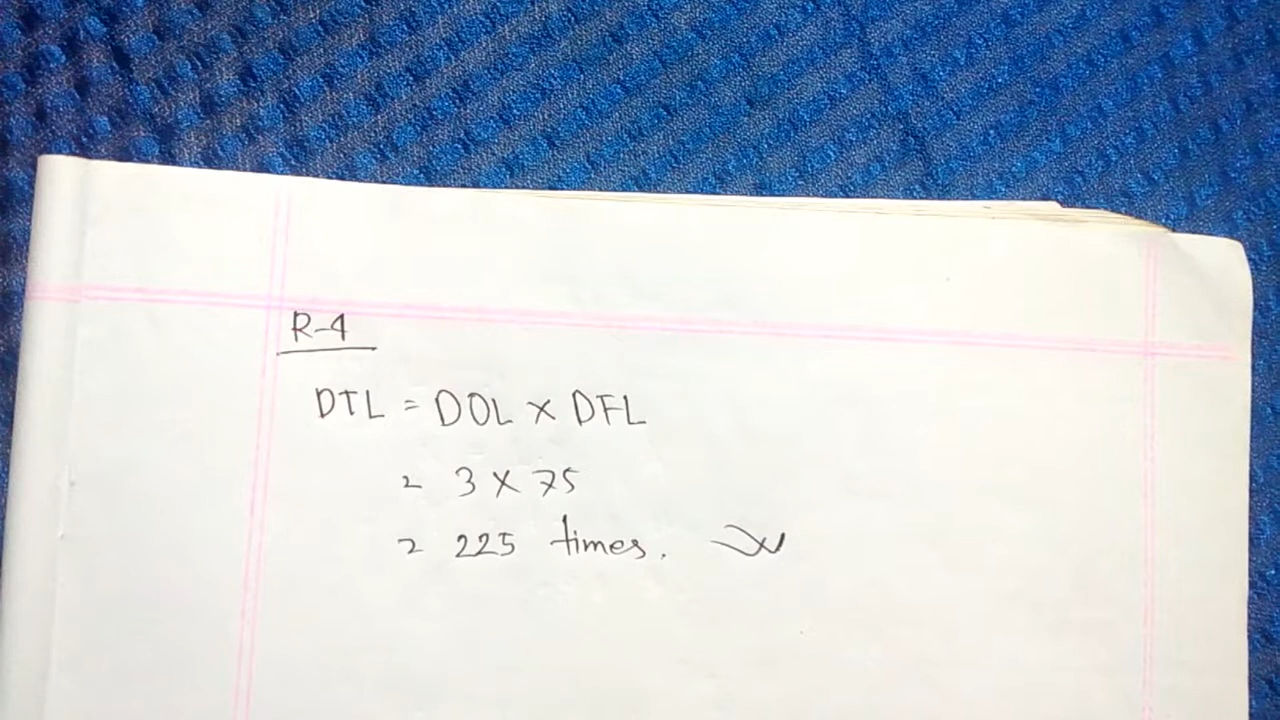 R-4
DTL = DOL × DFL
= 3 × 75
= 225 times.